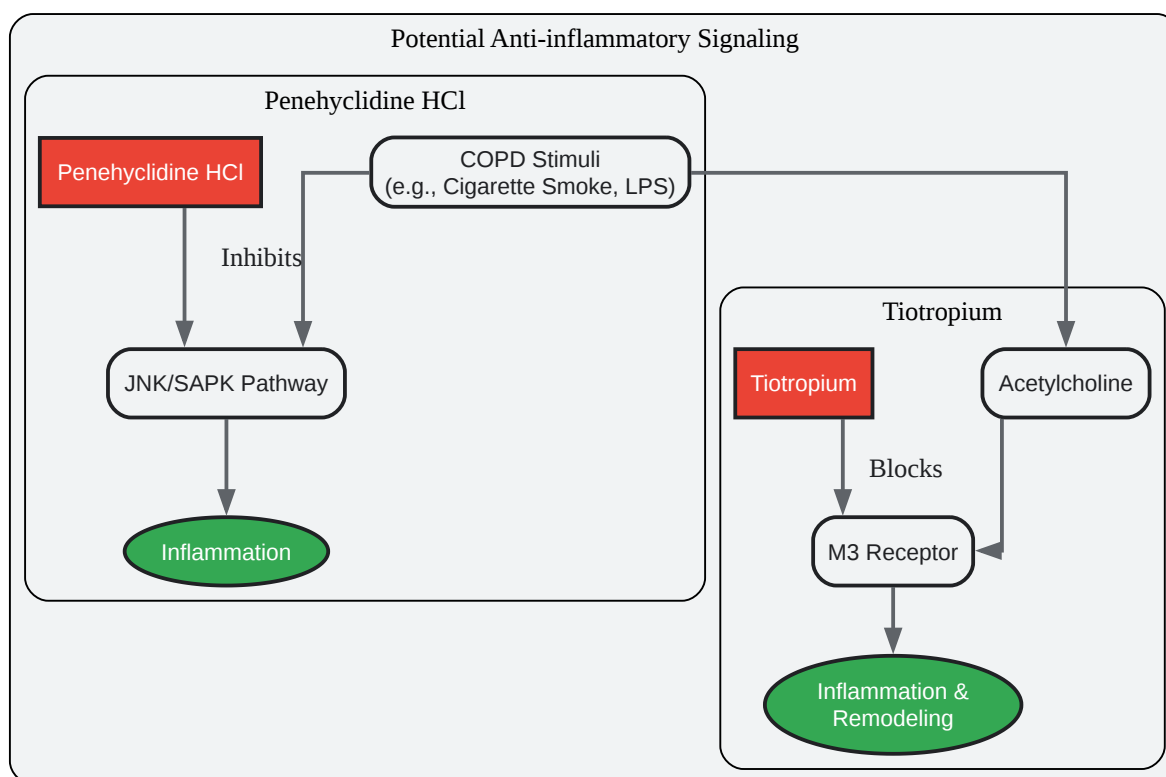 Potential Anti-inflammatory Signaling
Penehyclidine HCl
Penehyclidine HCl
COPD Stimuli
(e.g., Cigarette Smoke, LPS)
Inhibits
JNK/SAPK Pathway
Inflammation
Tiotropium
Tiotropium
Acetylcholine
Blocks
M3 Receptor
Inflammation &
Remodeling